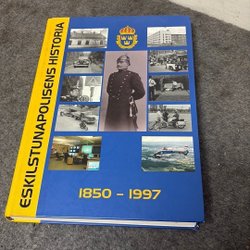 ESKILSTUNAPOLISENS HISTORIA
1850 – 1997